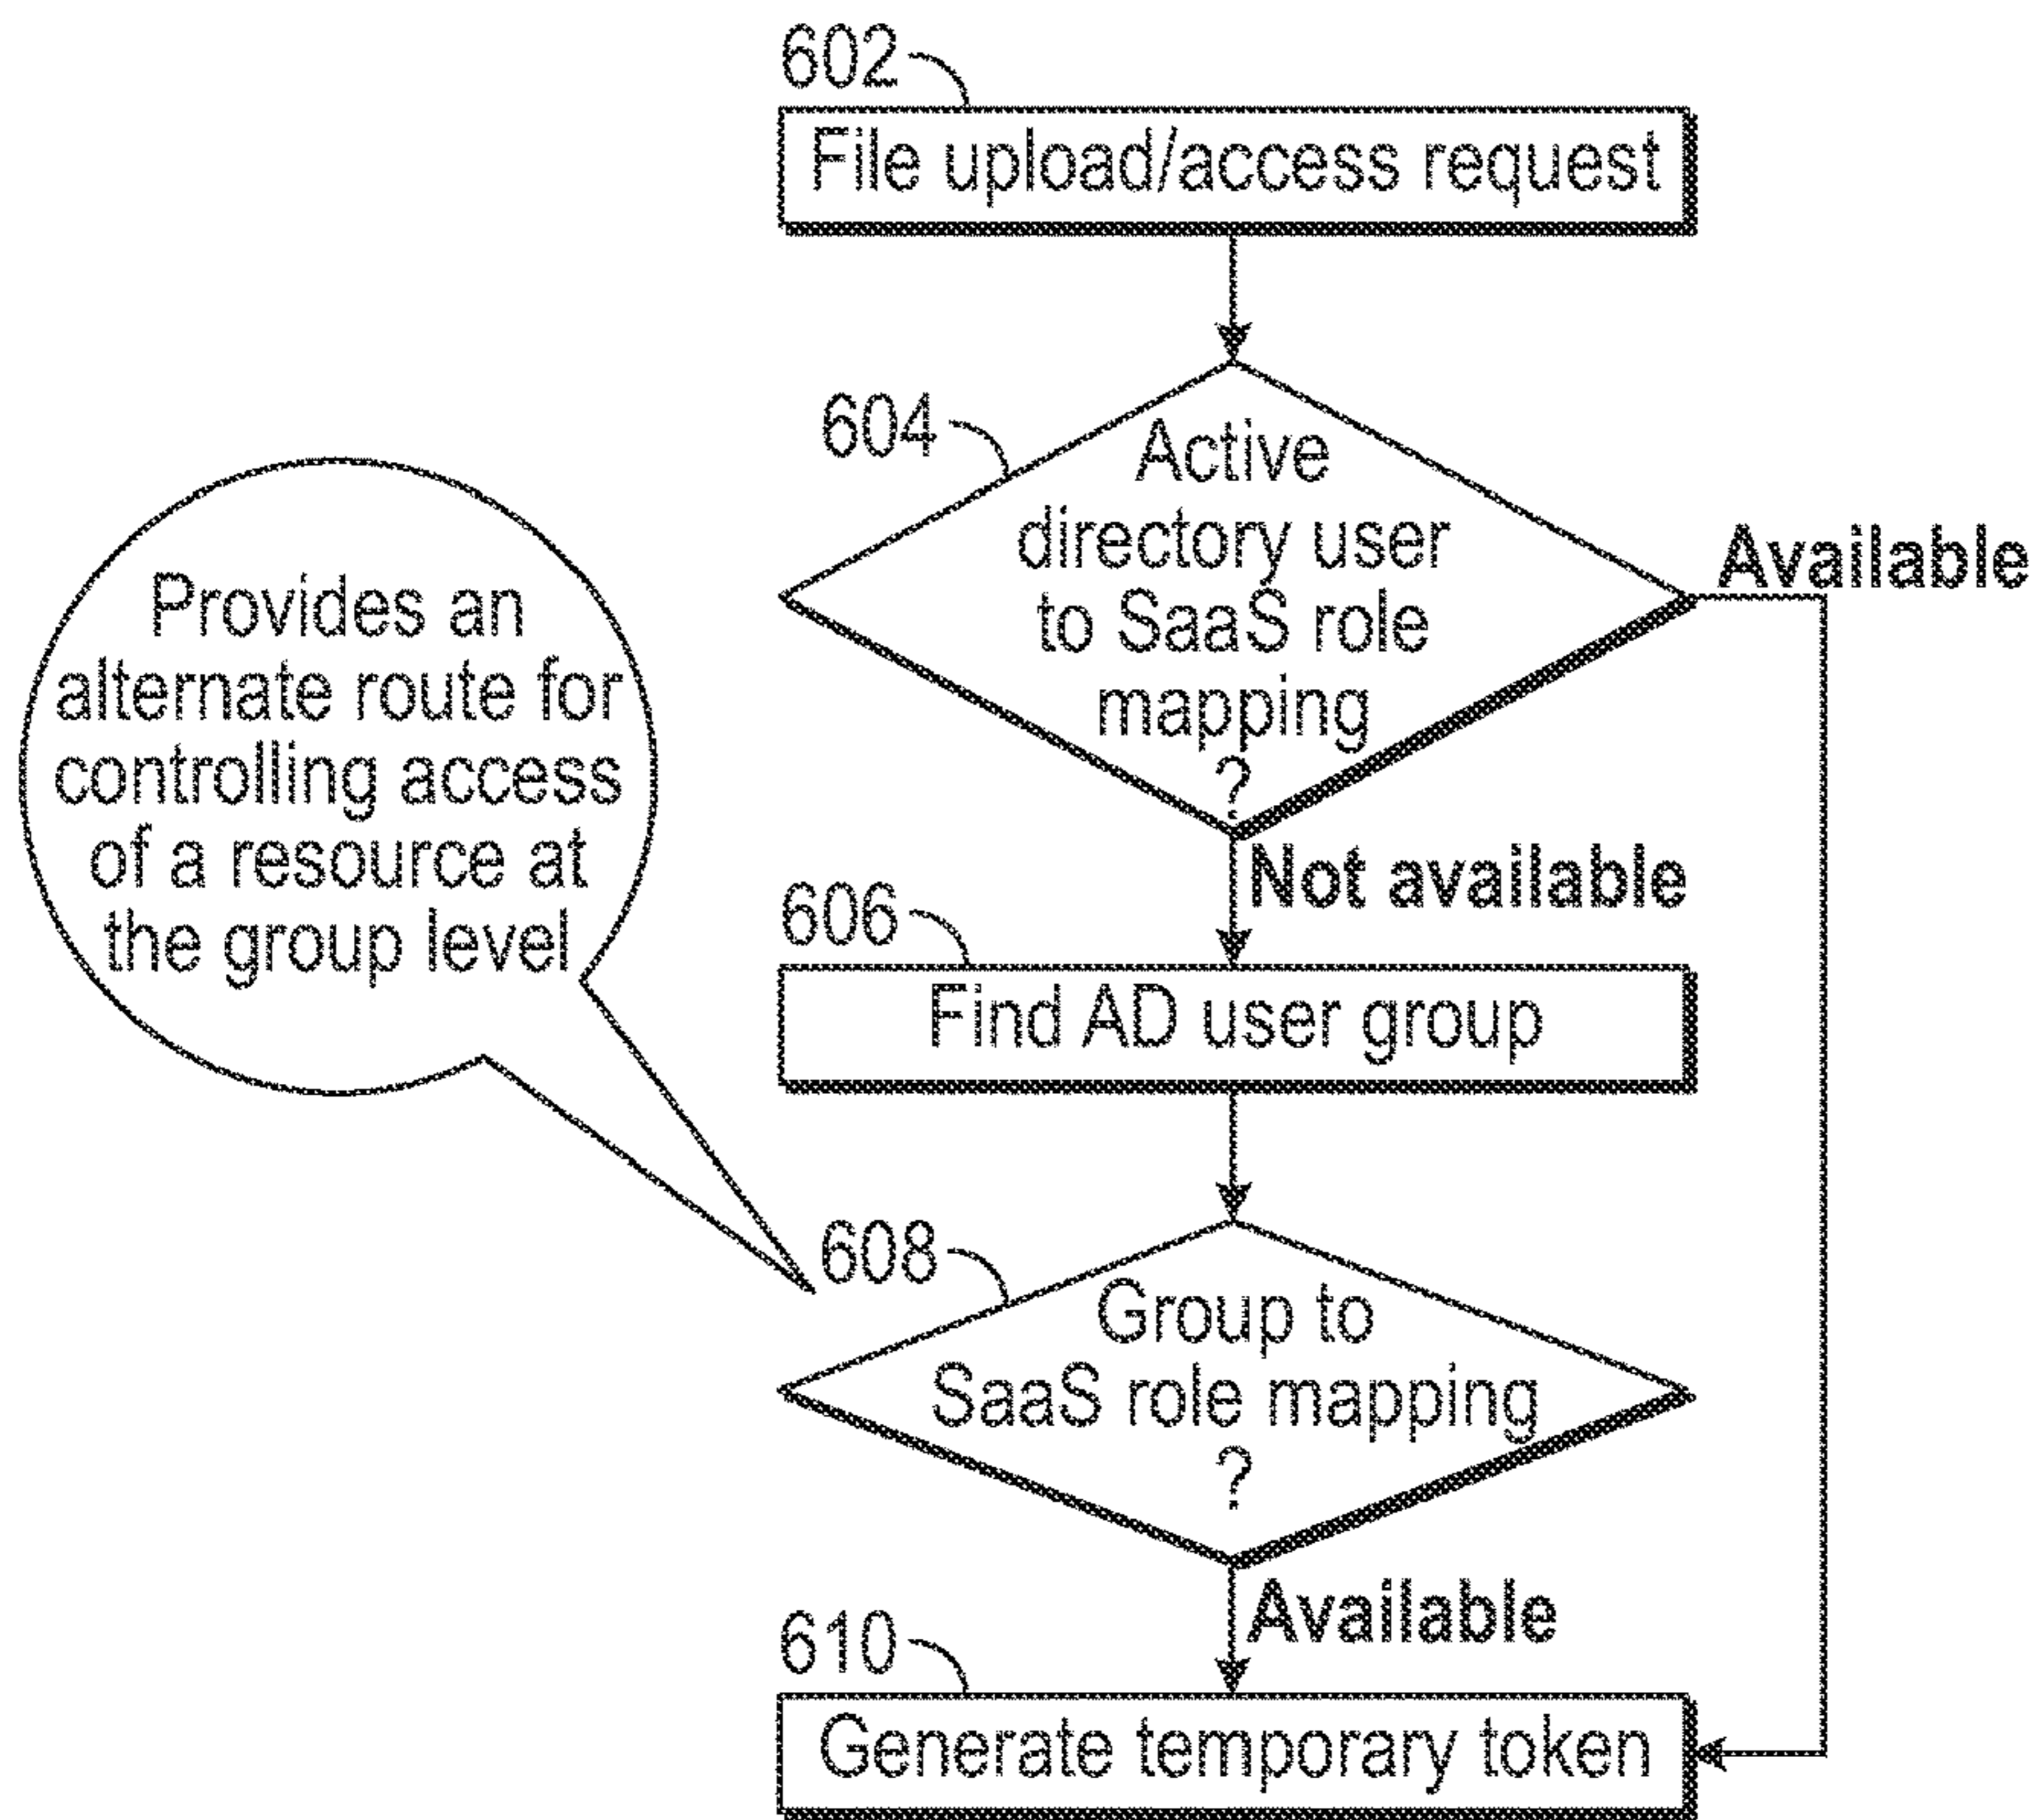 602
File upload/access request
604
Active
directory user
to SaaS role
mapping
?
Available
Provides an
alternate route for
controlling access
of a resource at
the group level
Not available
606
Find AD user group
608
Group to
SaaS role mapping
?
Available
610
Generate temporary token